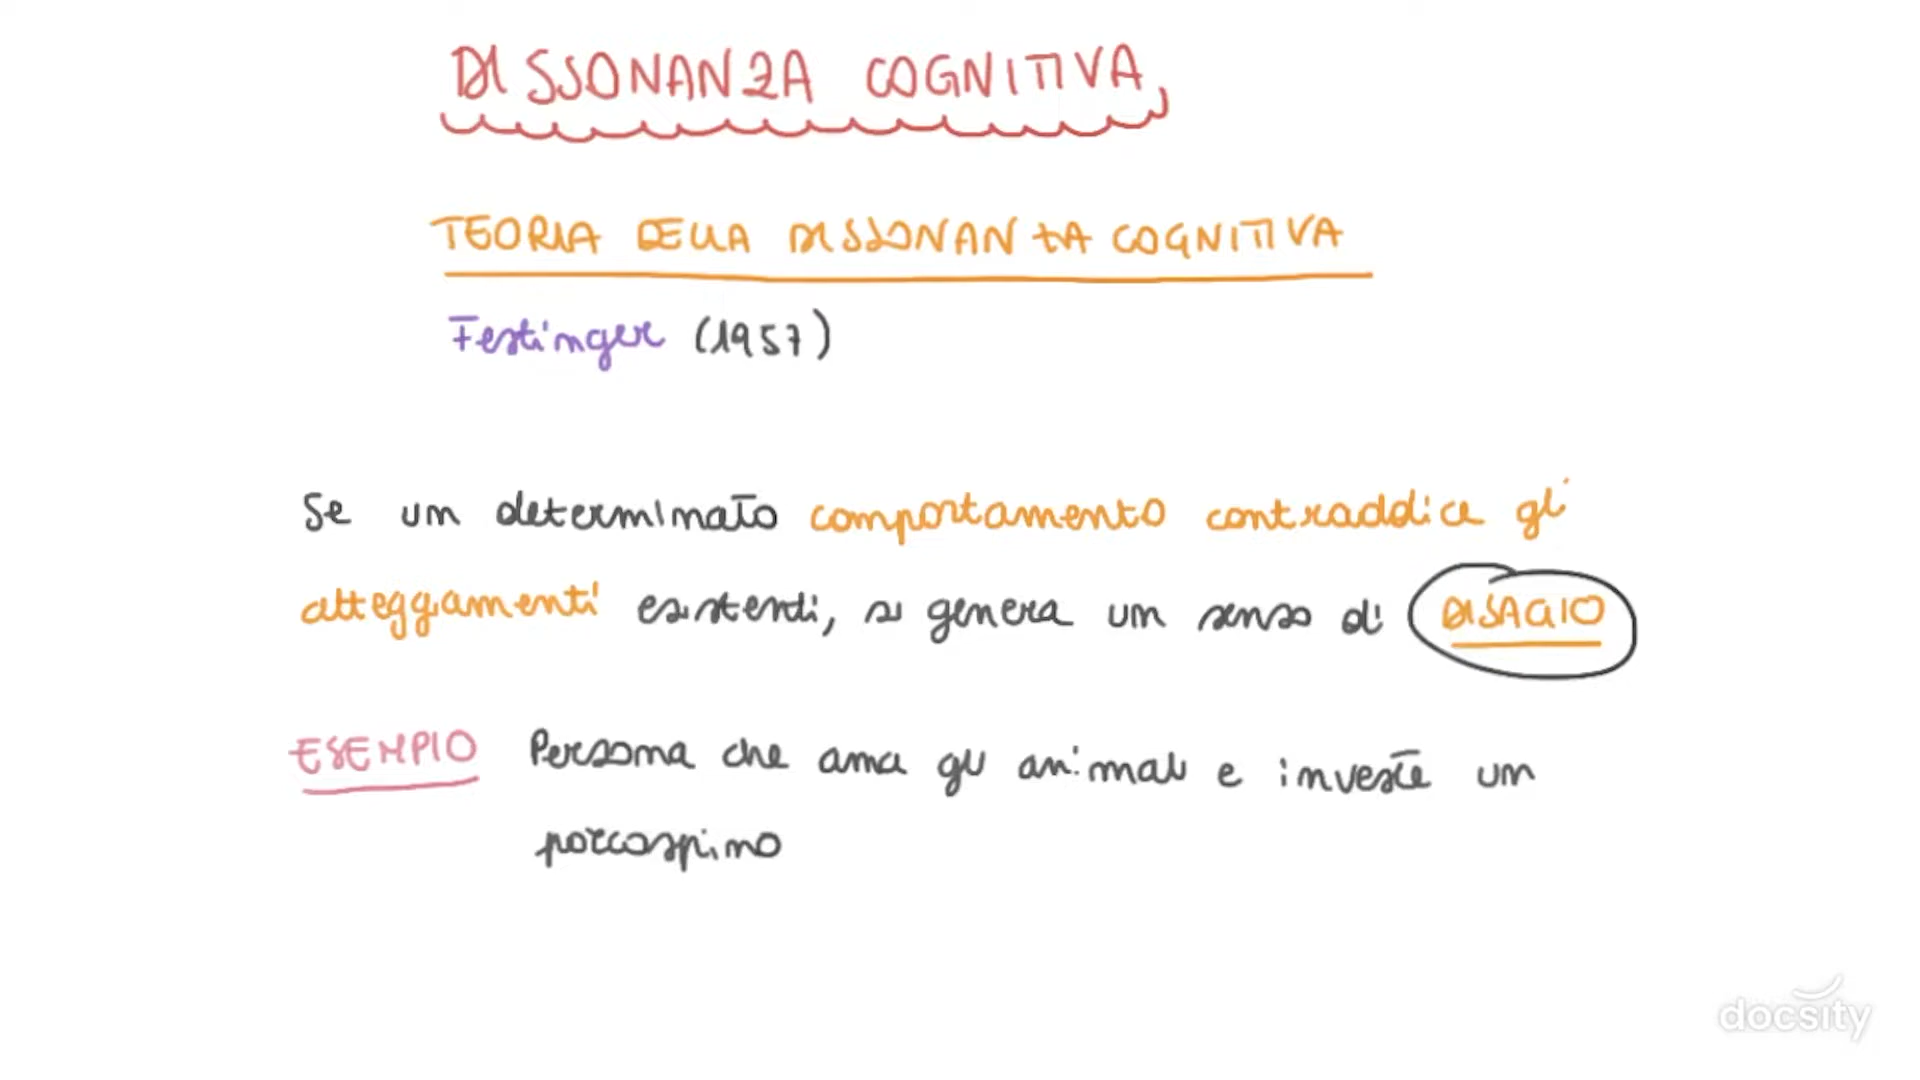 DISSONANZA COGNITIVA
TEORIA DELLA DISSONANZA COGNITIVA
Festinger (1957)
Se un determinato comportamento contraddice gli
atteggiamenti esistenti, si genera un senso di DISAGIO
ESEMPIO Persona che ama gli animali e investe un
porcospino
docsity